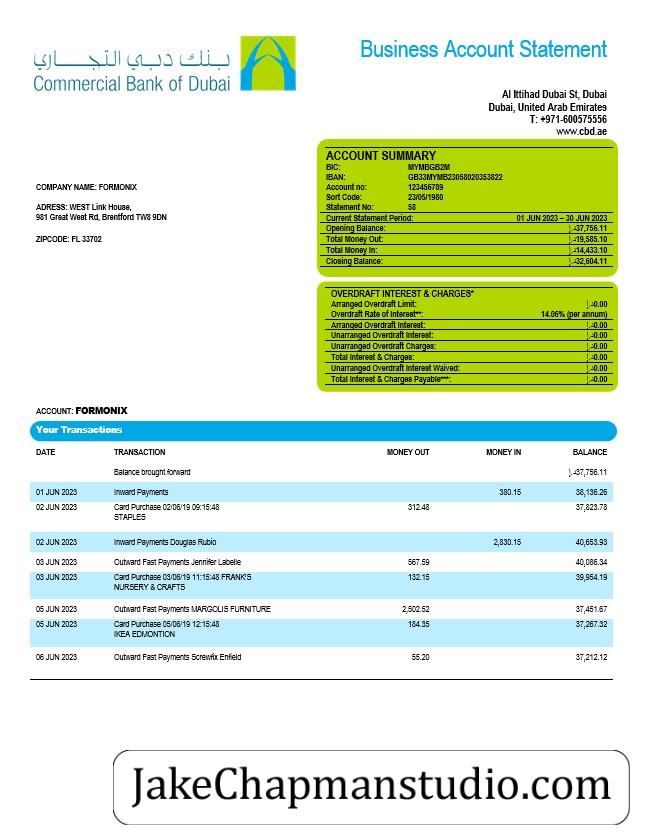 Business Account Statement
بنك دبي التجاري
Commercial Bank of Dubai
Al Ittihad Dubai St, Dubai
Dubai, United Arab Emirates
T: +971-600575556
www.cbd.ae
ACCOUNT SUMMARY
BIC: MYMBGB2M
IBAN: GB33MYMB23058020353822
Account no: 123456789
Sort Code: 23/05/1980
Statement No: 58
Current Statement Period: 01 JUN 2023 – 30 JUN 2023
Opening Balance: د.إ37,756.11
Total Money Out: د.إ19,585.10
Total Money In: د.إ14,433.10
Closing Balance: د.إ32,604.11
COMPANY NAME: FORMONIX
ADRESS: WEST Link House,
981 Great West Rd, Brentford TW8 9DN
ZIPCODE: FL 33702
OVERDRAFT INTEREST & CHARGES*
Arranged Overdraft Limit: د.إ0.00
Overdraft Rate of Interest**: 14.06% (per annum)
Arranged Overdraft Interest: د.إ0.00
Unarranged Overdraft Interest: د.إ0.00
Unarranged Overdraft Charges: د.إ0.00
Total Interest & Charges: د.إ0.00
Unarranged Overdraft Interest Waived: د.إ0.00
Total Interest & Charges Payable***: د.إ0.00
ACCOUNT: FORMONIX
Your Transactions
DATE TRANSACTION MONEY OUT MONEY IN BALANCE
Balance brought forward د.إ37,756.11
01 JUN 2023 Inward Payments 380.15 38,136.26
02 JUN 2023 Card Purchase 02/06/19 09:15:48 312.48 37,823.78
STAPLES
02 JUN 2023 Inward Payments Douglas Rubio 2,830.15 40,653.93
03 JUN 2023 Outward Fast Payments Jennifer Labelle 567.59 40,086.34
03 JUN 2023 Card Purchase 03/06/19 11:15:48 FRANK'S 132.15 39,954.19
NURSERY & CRAFTS
05 JUN 2023 Outward Fast Payments MARGOLIS FURNITURE 2,502.52 37,451.67
05 JUN 2023 Card Purchase 05/06/19 12:15:48 184.35 37,267.32
IKEA EDMONTION
06 JUN 2023 Outward Fast Payments Screwfix Enfield 55.20 37,212.12
JakeChapmanstudio.com